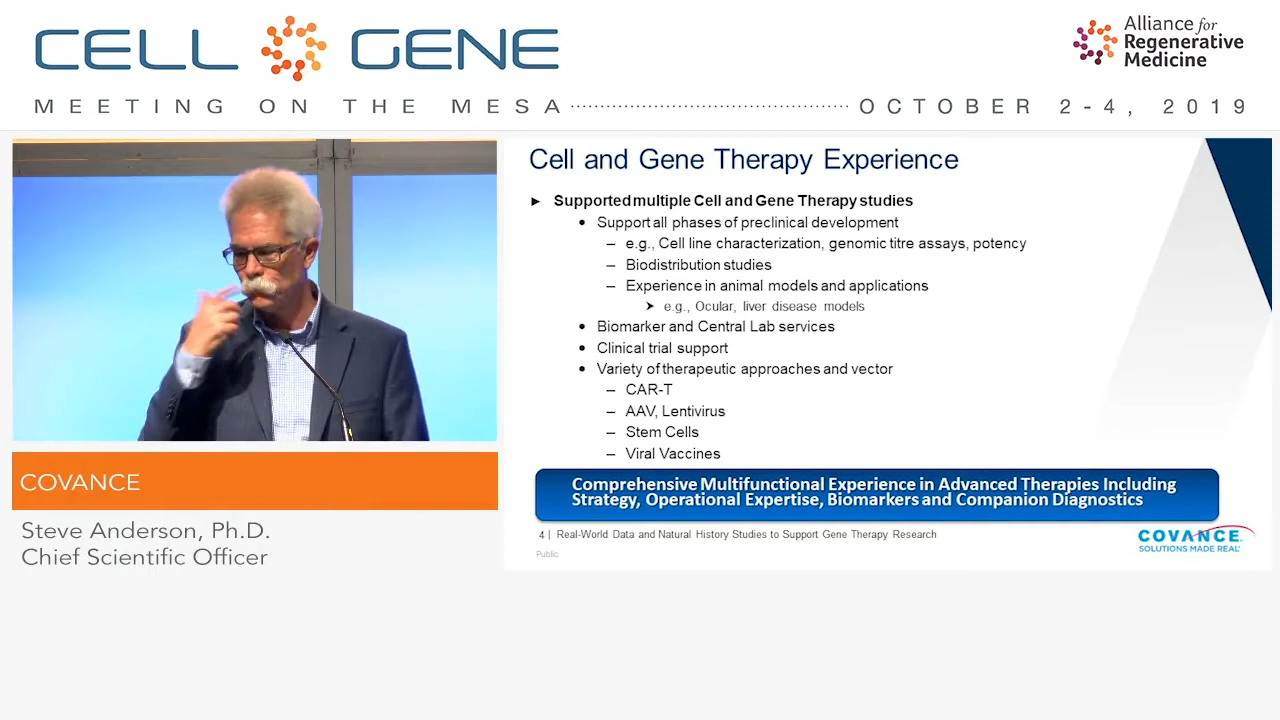 CELL GENE
Alliance for
Regenerative
Medicine
MEETING ON THE MESA
OCTOBER 2-4, 2019
Cell and Gene Therapy Experience
► Supported multiple Cell and Gene Therapy studies
• Support all phases of preclinical development
– e.g., Cell line characterization, genomic titre assays, potency
– Biodistribution studies
– Experience in animal models and applications
➤ e.g., Ocular, liver disease models
• Biomarker and Central Lab services
• Clinical trial support
• Variety of therapeutic approaches and vector
– CAR-T
– AAV, Lentivirus
– Stem Cells
– Viral Vaccines
Comprehensive Multifunctional Experience in Advanced Therapies Including
Strategy, Operational Expertise, Biomarkers and Companion Diagnostics
4 | Real-World Data and Natural History Studies to Support Gene Therapy Research
Public
COVANCE
SOLUTIONS MADE REAL
COVANCE
Steve Anderson, Ph.D.
Chief Scientific Officer